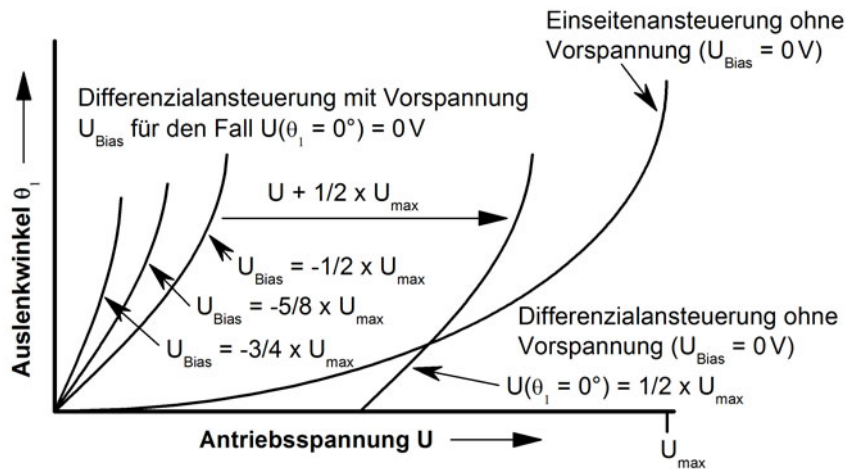 Einseitenansteuerung ohne
Vorspannung (U_Bias = 0 V)
Differenzialansteuerung mit Vorspannung
U_Bias für den Fall U(θ_1 = 0°) = 0 V
U + 1/2 x U_max
U_Bias = -1/2 x U_max
U_Bias = -5/8 x U_max
U_Bias = -3/4 x U_max
Differenzialansteuerung ohne
Vorspannung (U_Bias = 0 V)
U(θ_1 = 0°) = 1/2 x U_max
Auslenkwinkel θ_1
Antriebsspannung U
U_max